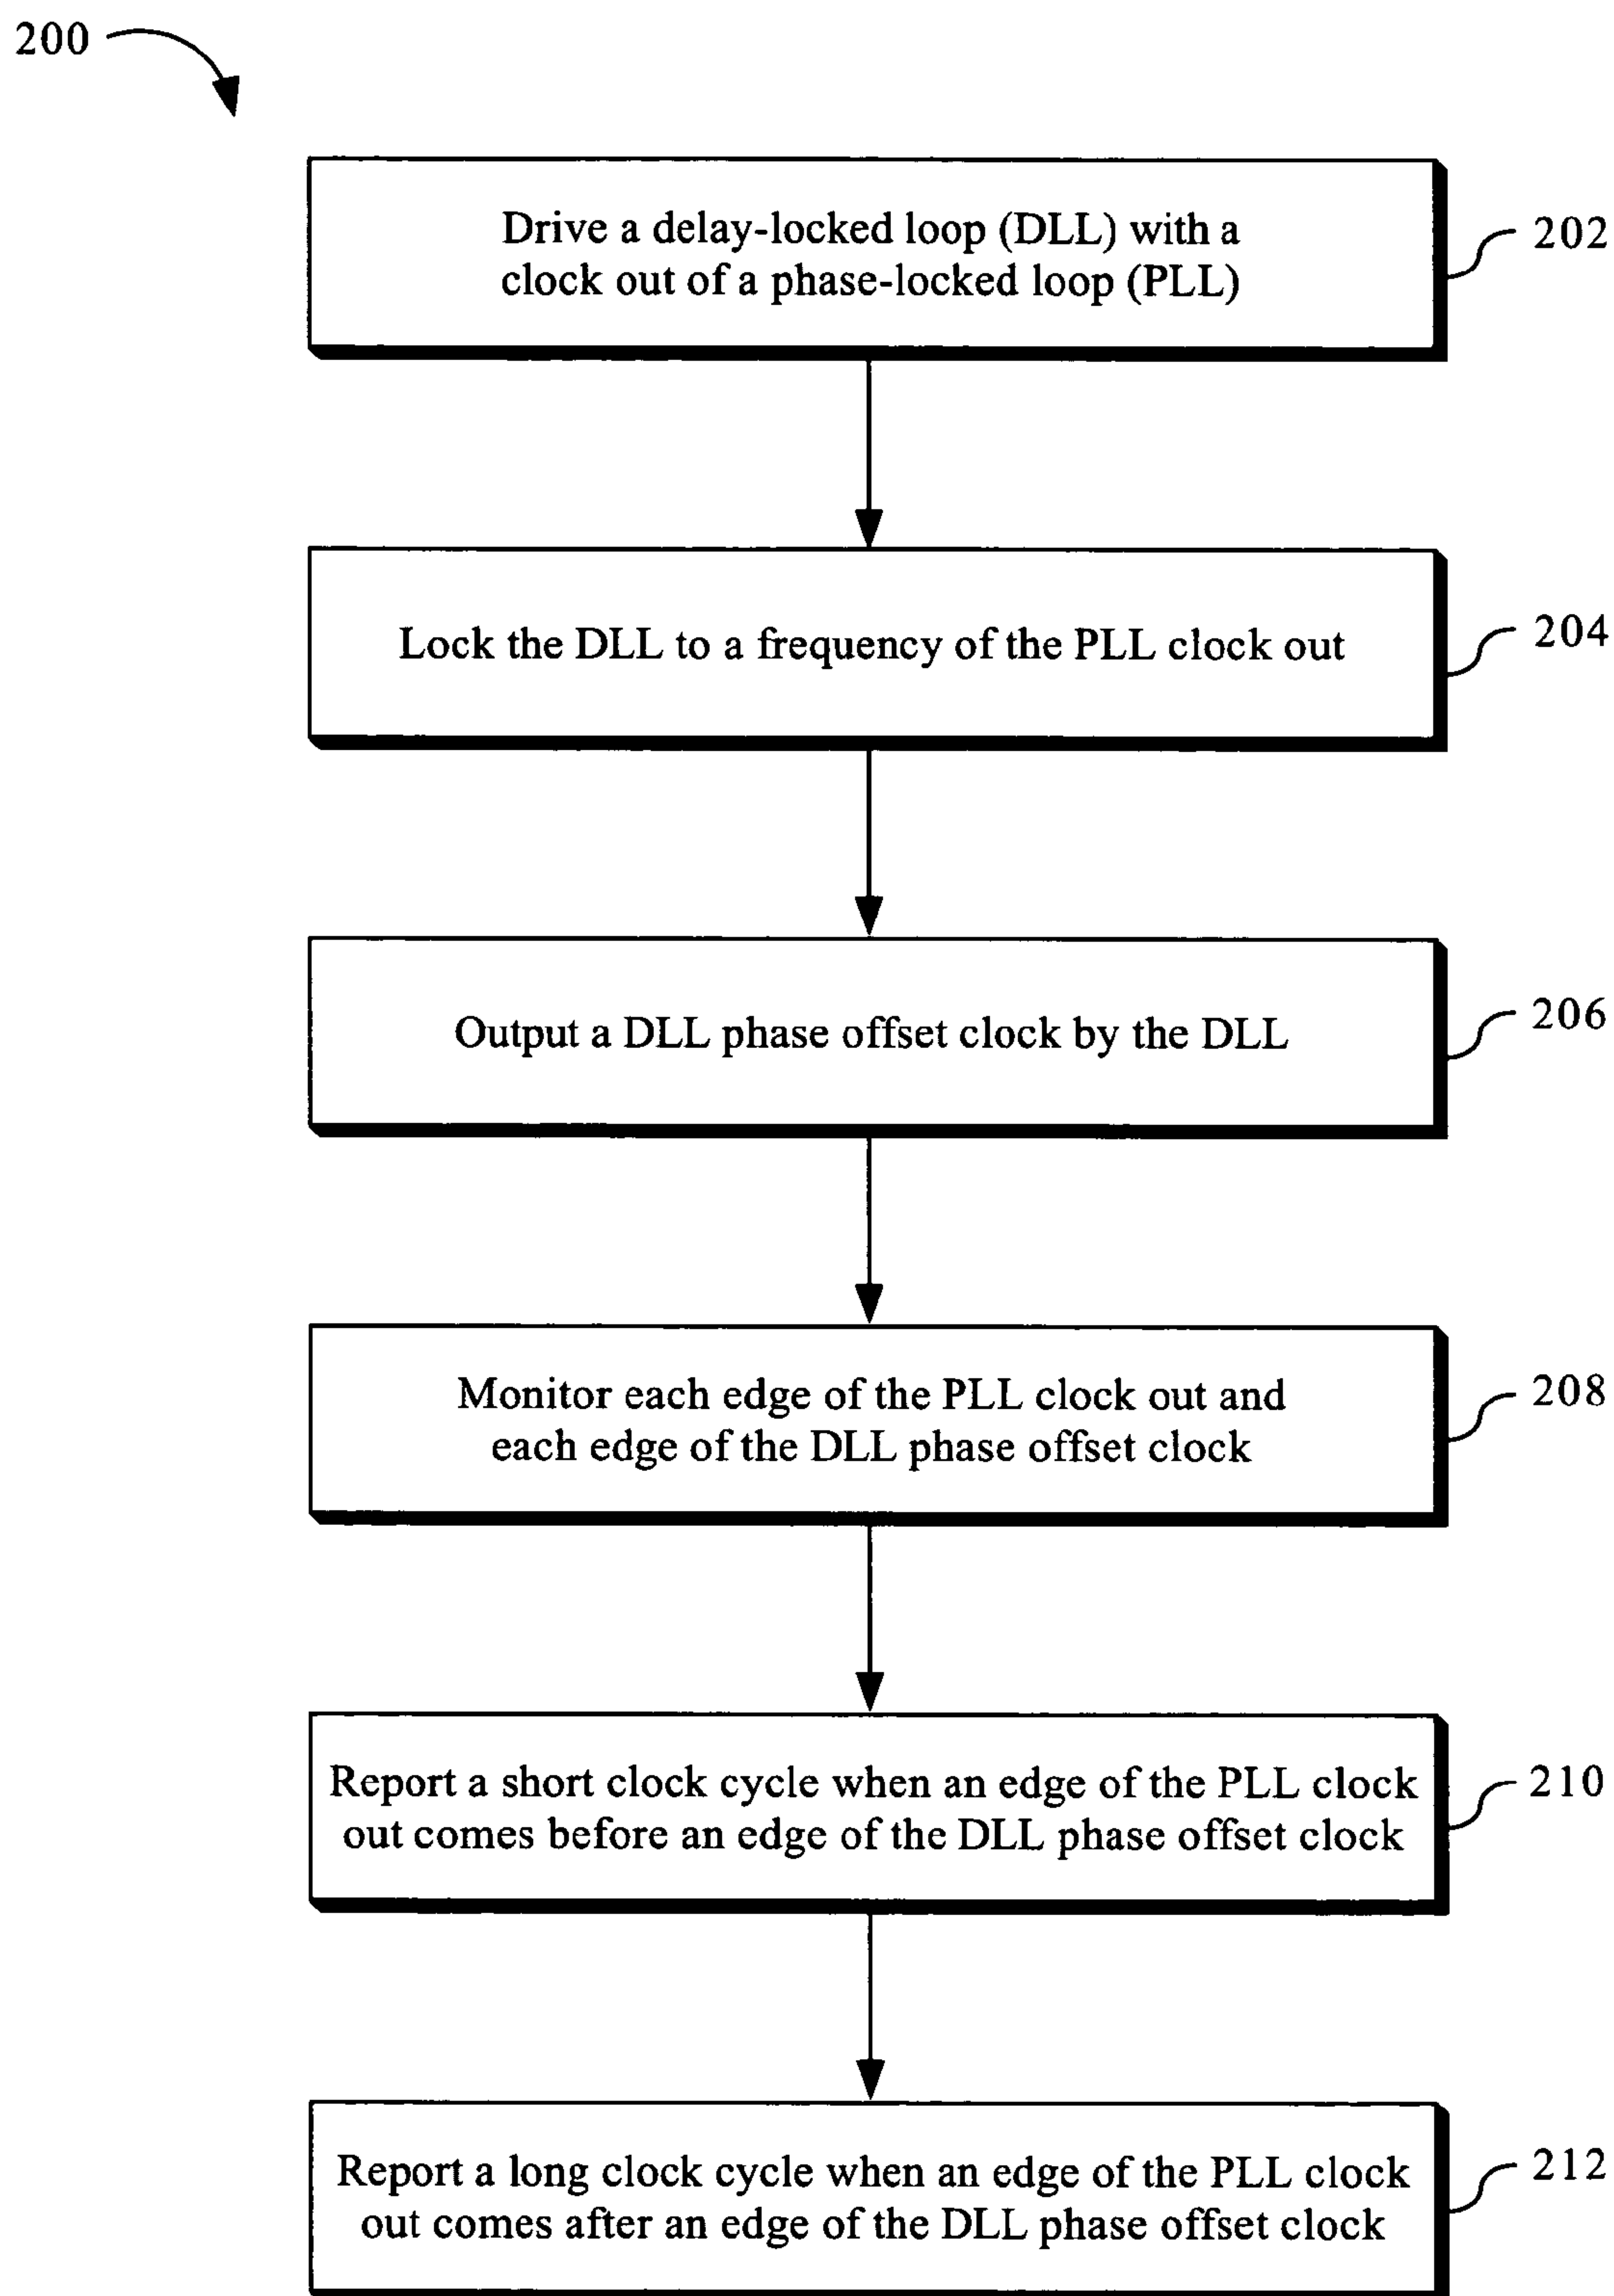 200
Drive a delay-locked loop (DLL) with a
clock out of a phase-locked loop (PLL)
202
Lock the DLL to a frequency of the PLL clock out
204
Output a DLL phase offset clock by the DLL
206
Monitor each edge of the PLL clock out and
each edge of the DLL phase offset clock
208
Report a short clock cycle when an edge of the PLL clock
out comes before an edge of the DLL phase offset clock
210
Report a long clock cycle when an edge of the PLL clock
out comes after an edge of the DLL phase offset clock
212